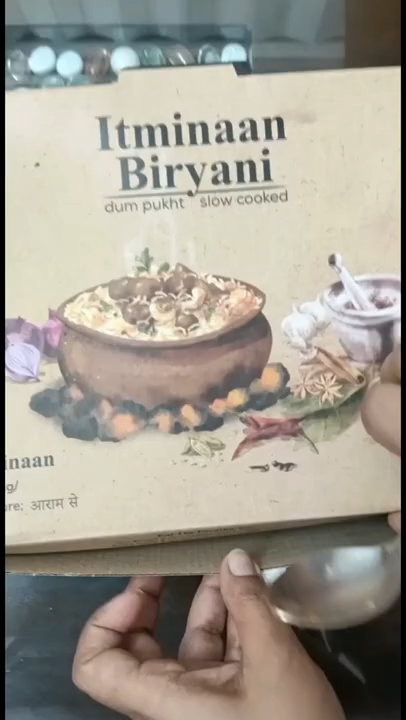 Itminaan
Biryani
dum pukht slow cooked
inaan
g/
re: आराम से